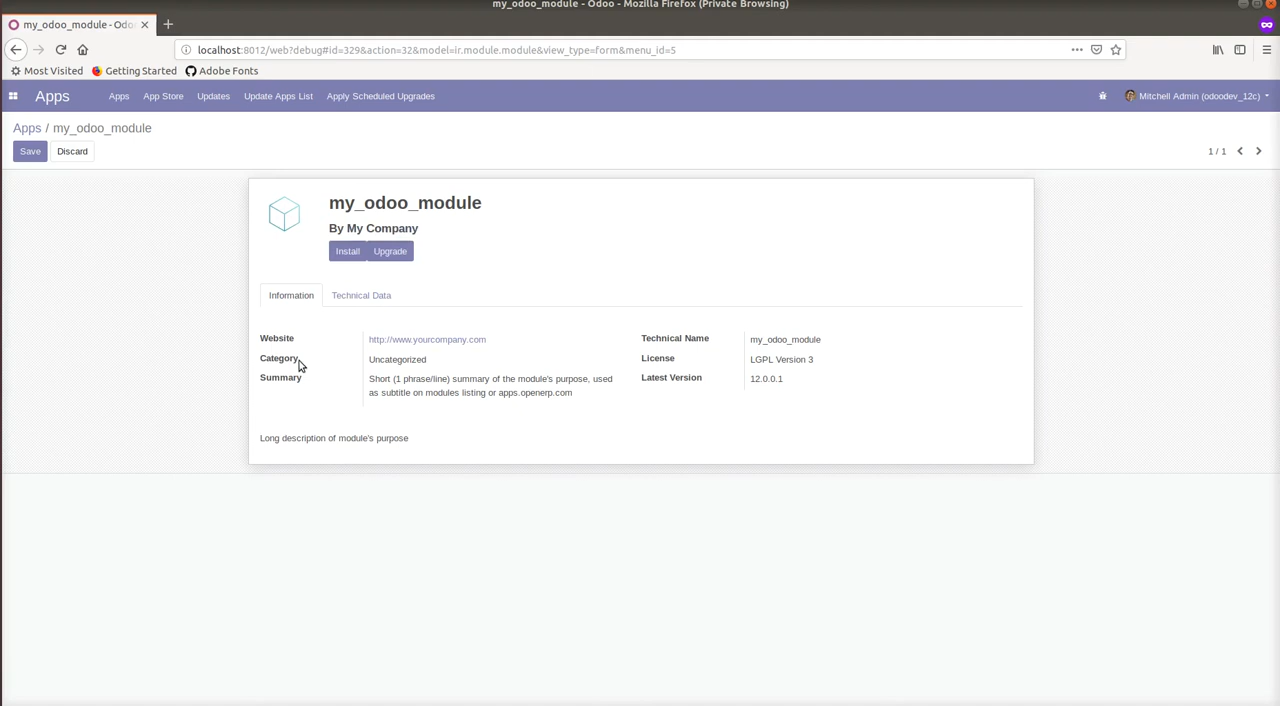 my_odoo_module - Odoo - Mozilla Firefox (Private Browsing)
my_odoo_module - Odoo
localhost:8012/web?debug#id=329&action=32&model=ir.module.module&view_type=form&menu_id=5
Most Visited Getting Started Adobe Fonts
Apps Apps App Store Updates Update Apps List Apply Scheduled Upgrades Mitchell Admin (odoodev_12c)
Apps / my_odoo_module
Save Discard 1 / 1
my_odoo_module
By My Company
Install Upgrade
Information Technical Data
Website http://www.yourcompany.com Technical Name my_odoo_module
Category Uncategorized License LGPL Version 3
Summary Short (1 phrase/line) summary of the module's purpose, used Latest Version 12.0.0.1
as subtitle on modules listing or apps.openerp.com
Long description of module's purpose